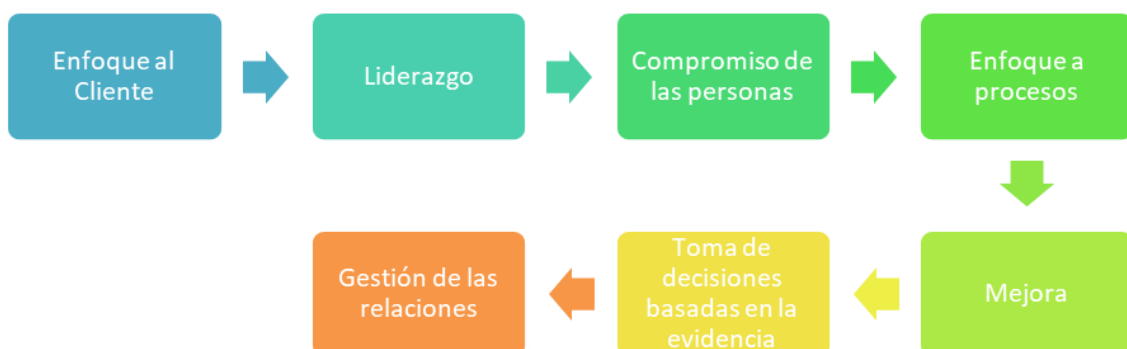 Enfoque al
Cliente
Liderazgo
Compromiso de
las personas
Enfoque a
procesos
Mejora
Toma de
decisiones
basadas en la
evidencia
Gestión de las
relaciones